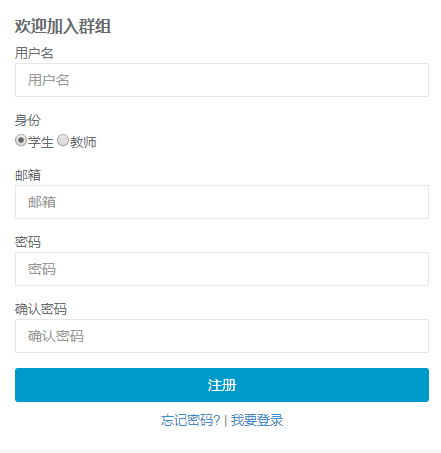 欢迎加入群组
用户名
用户名
身份
学生 教师
邮箱
邮箱
密码
密码
确认密码
确认密码
注册
忘记密码? | 我要登录